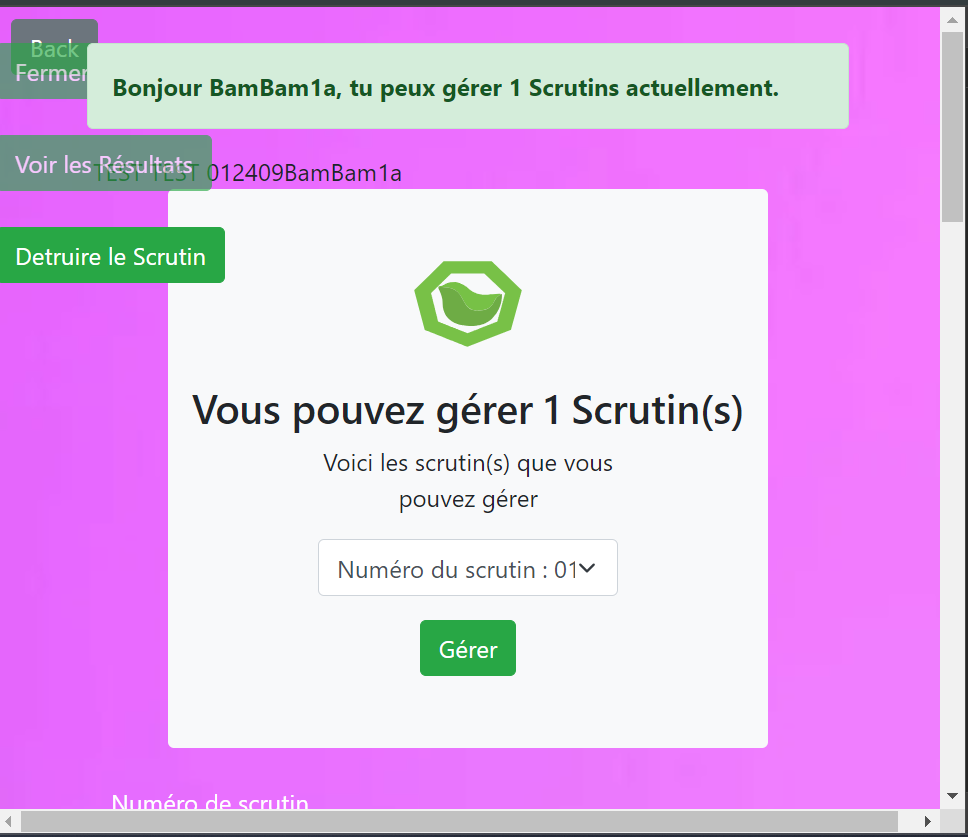 Back
Fermer
Bonjour BamBam1a, tu peux gérer 1 Scrutins actuellement.
Voir les Résultats
TEST TEST 012409BamBam1a
Detruire le Scrutin
Vous pouvez gérer 1 Scrutin(s)
Voici les scrutin(s) que vous
pouvez gérer
Numéro du scrutin : 01
Gérer
Numéro de scrutin